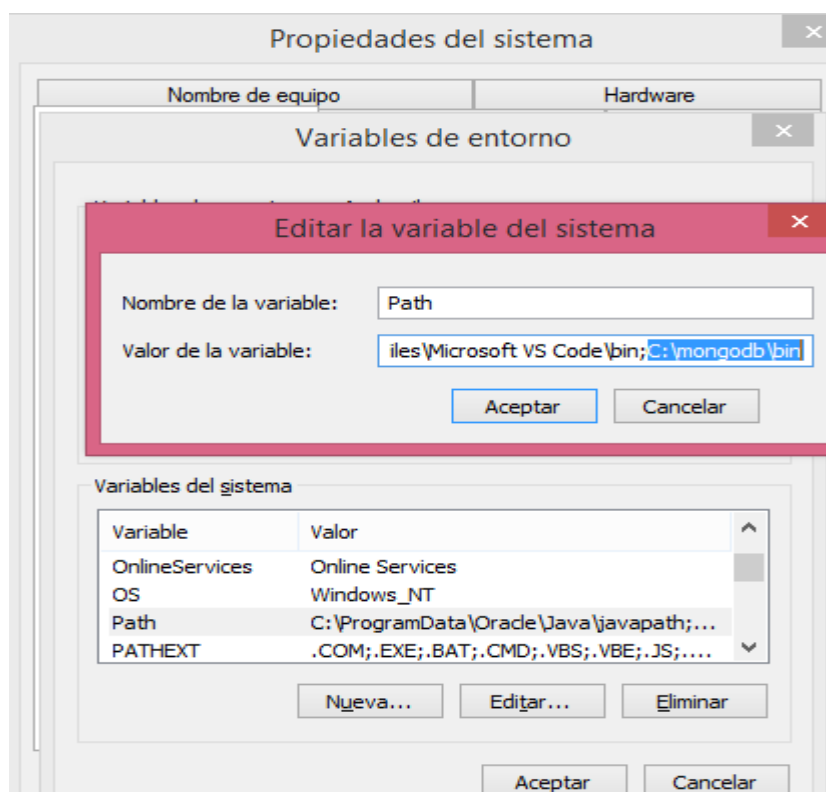 Propiedades del sistema
Nombre de equipo Hardware
Variables de entorno
Editar la variable del sistema
Nombre de la variable: Path
Valor de la variable: iles\Microsoft VS Code\bin;C:\mongodb\bin
Aceptar Cancelar
Variables del sistema
Variable Valor
OnlineServices Online Services
OS Windows_NT
Path C:\ProgramData\Oracle\Java\javapath;...
PATHEXT .COM;.EXE;.BAT;.CMD;.VBS;.VBE;.JS;....
Nueva... Editar... Eliminar
Aceptar Cancelar